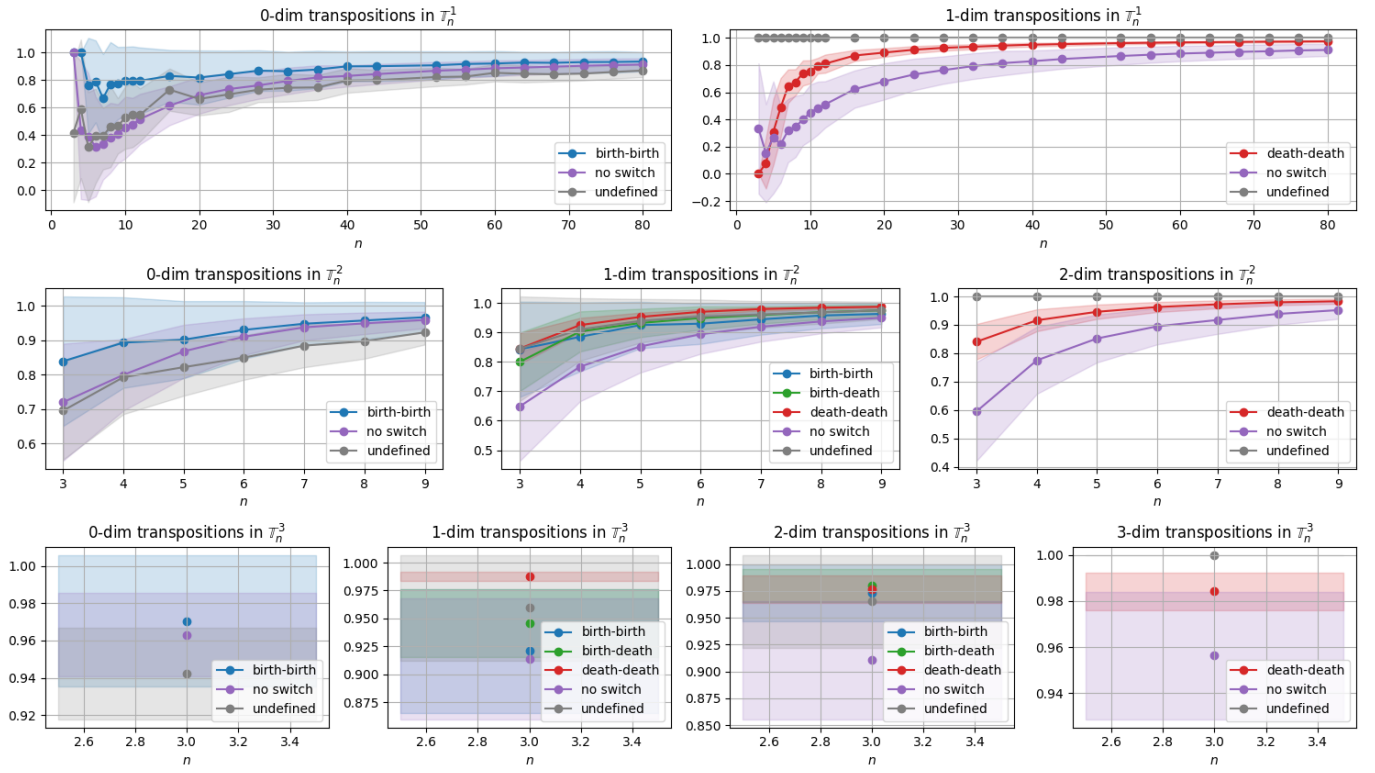 0-dim transpositions in 𝕋ₙ¹
1.0
0.8
0.6
0.4
0.2
0.0
0 10 20 30 40 50 60 70 80
n
birth-birth
no switch
undefined
1-dim transpositions in 𝕋ₙ¹
1.0
0.8
0.6
0.4
0.2
0.0
−0.2
0 10 20 30 40 50 60 70 80
n
death-death
no switch
undefined
0-dim transpositions in 𝕋ₙ²
1.0
0.9
0.8
0.7
0.6
3 4 5 6 7 8 9
n
birth-birth
no switch
undefined
1-dim transpositions in 𝕋ₙ²
1.0
0.9
0.8
0.7
0.6
0.5
3 4 5 6 7 8 9
n
birth-birth
birth-death
death-death
no switch
undefined
2-dim transpositions in 𝕋ₙ²
1.0
0.9
0.8
0.7
0.6
0.5
0.4
3 4 5 6 7 8 9
n
death-death
no switch
undefined
0-dim transpositions in 𝕋ₙ³
1.00
0.98
0.96
0.94
0.92
2.6 2.8 3.0 3.2 3.4
n
birth-birth
no switch
undefined
1-dim transpositions in 𝕋ₙ³
1.000
0.975
0.950
0.925
0.900
0.875
2.6 2.8 3.0 3.2 3.4
n
birth-birth
birth-death
death-death
no switch
undefined
2-dim transpositions in 𝕋ₙ³
1.000
0.975
0.950
0.925
0.900
0.875
0.850
2.6 2.8 3.0 3.2 3.4
n
birth-birth
birth-death
death-death
no switch
undefined
3-dim transpositions in 𝕋ₙ³
1.00
0.98
0.96
0.94
2.6 2.8 3.0 3.2 3.4
n
death-death
no switch
undefined